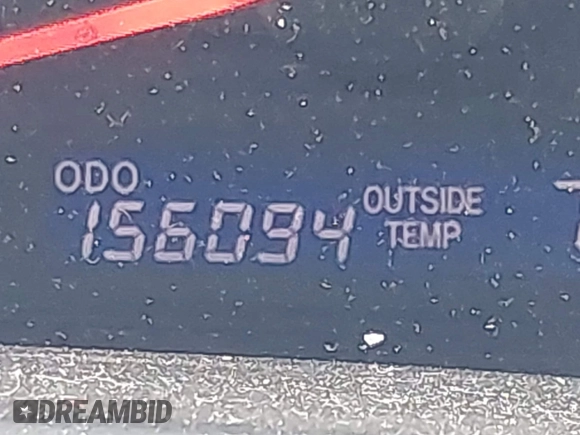 ODO
156094
OUTSIDE
TEMP
DREAMBID